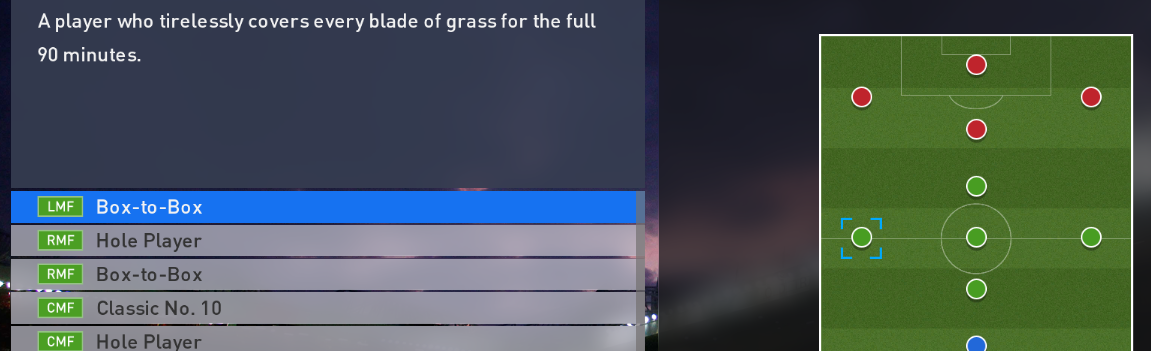 A player who tirelessly covers every blade of grass for the full
90 minutes.
LMF Box-to-Box
RMF Hole Player
RMF Box-to-Box
CMF Classic No. 10
CMF Hole Player